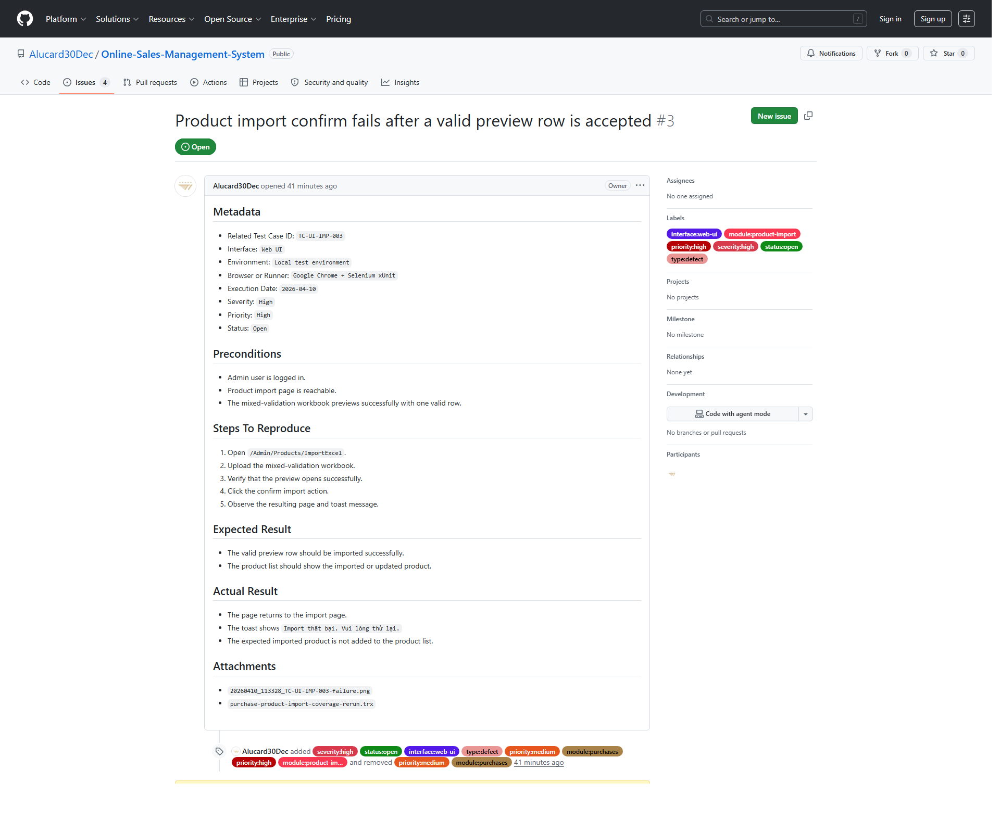 Platform Solutions Resources Open Source Enterprise Pricing Search or jump to... / Sign in Sign up
Alucard30Dec / Online-Sales-Management-System Public Notifications Fork 0 Star 0
Code Issues 4 Pull requests Actions Projects Security and quality Insights
Product import confirm fails after a valid preview row is accepted #3
New issue
Open
Alucard30Dec opened 41 minutes ago Owner
Metadata
Related Test Case ID: TC-UI-IMP-003
Interface: Web UI
Environment: Local test environment
Browser or Runner: Google Chrome + Selenium xUnit
Execution Date: 2026-04-10
Severity: High
Priority: High
Status: Open
Preconditions
Admin user is logged in.
Product import page is reachable.
The mixed-validation workbook previews successfully with one valid row.
Steps To Reproduce
1. Open /Admin/Products/ImportExcel.
2. Upload the mixed-validation workbook.
3. Verify that the preview opens successfully.
4. Click the confirm import action.
5. Observe the resulting page and toast message.
Expected Result
The valid preview row should be imported successfully.
The product list should show the imported or updated product.
Actual Result
The page returns to the import page.
The toast shows Import thất bại. Vui lòng thử lại.
The expected imported product is not added to the product list.
Attachments
20260410_113328_TC-UI-IMP-003-failure.png
purchase-product-import-coverage-rerun.trx
Alucard30Dec added severity:high status:open interface:web-ui type:defect priority:medium module:purchases
priority:high module:product-im... and removed priority:medium module:purchases 41 minutes ago
Assignees
No one assigned
Labels
interface:web-ui module:product-import
priority:high severity:high status:open
type:defect
Projects
No projects
Milestone
No milestone
Relationships
None yet
Development
Code with agent mode
No branches or pull requests
Participants